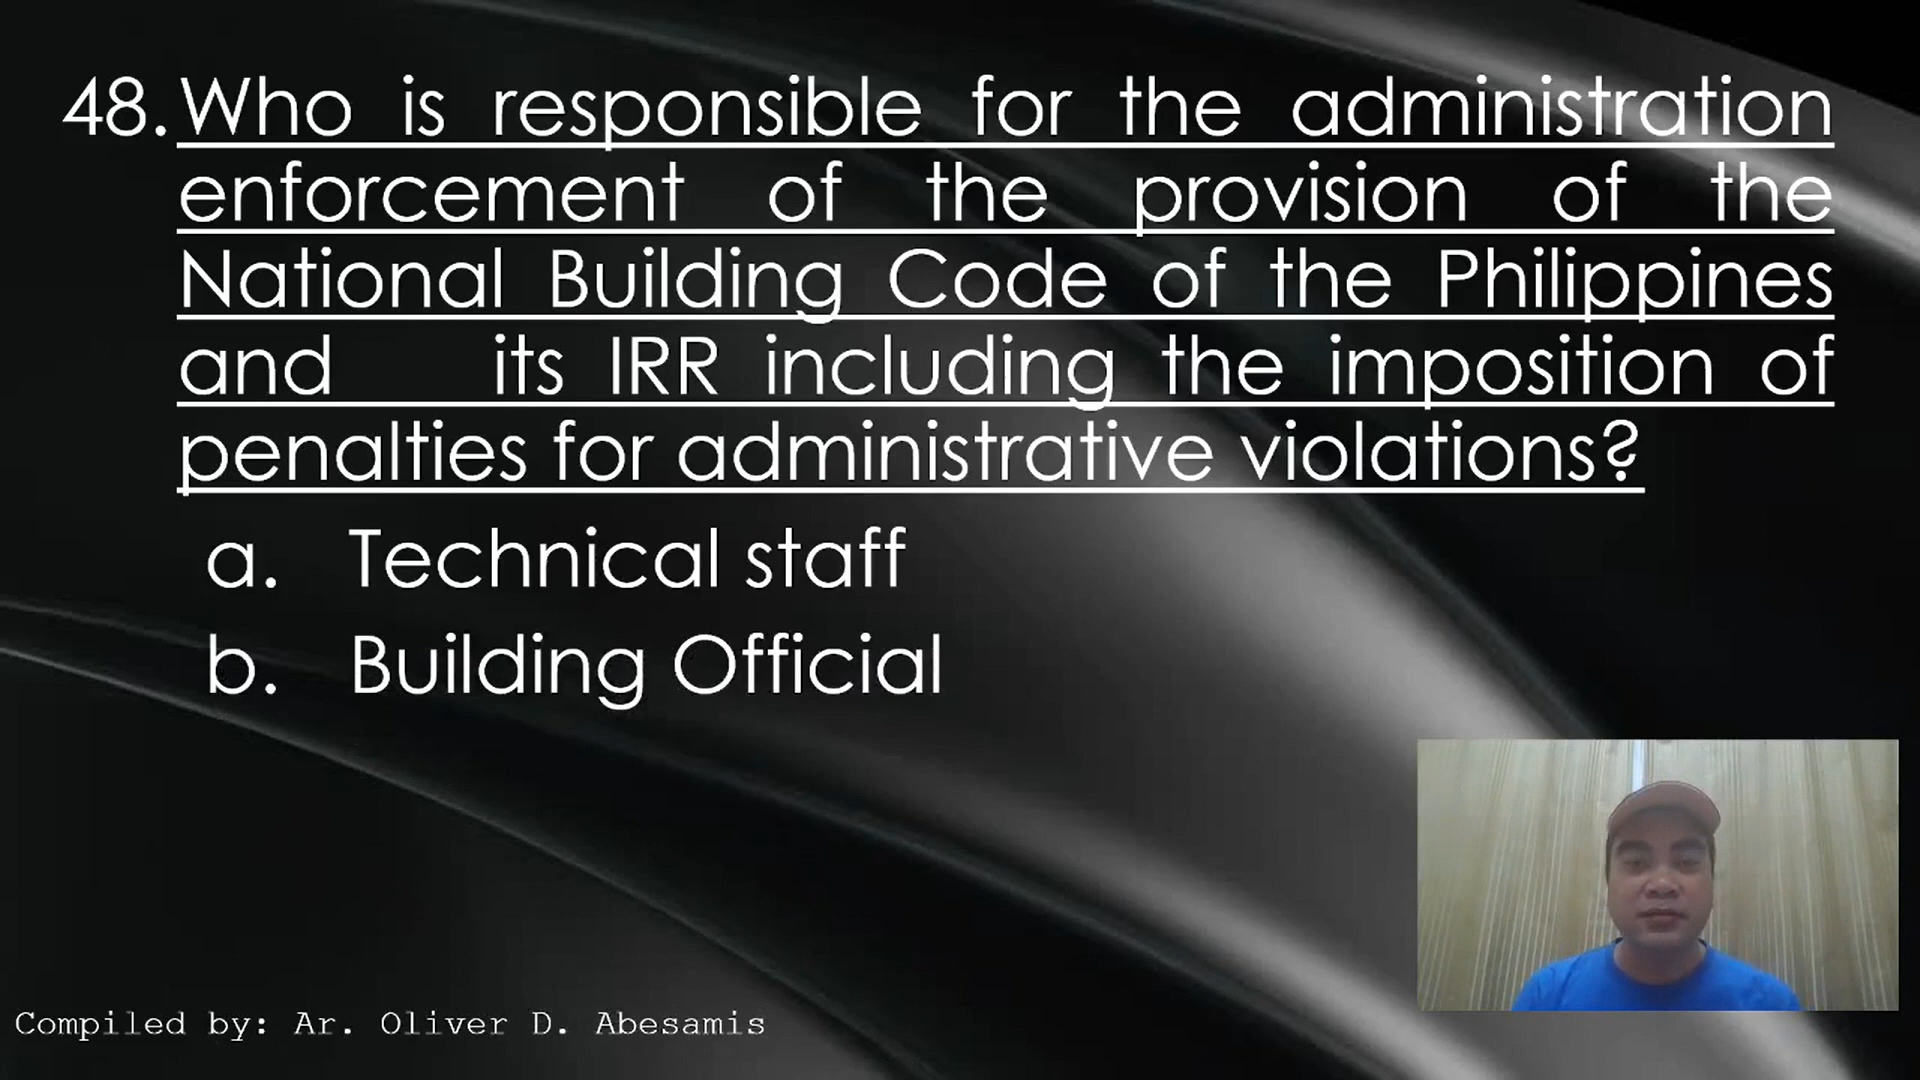 48. Who is responsible for the administration
enforcement of the provision of the
National Building Code of the Philippines
and its IRR including the imposition of
penalties for administrative violations?
a. Technical staff
b. Building Official
Compiled by: Ar. Oliver D. Abesamis